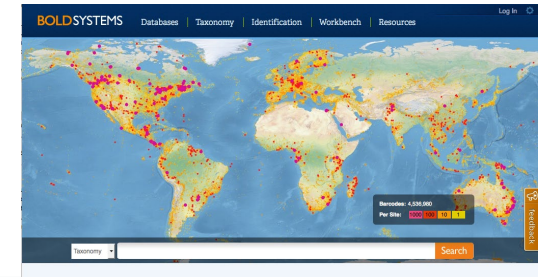 Log In
BOLDSYSTEMS Databases | Taxonomy | Identification | Workbench | Resources
Barcodes: 4,536,980
Per Site: 1000 100 10 1
feedback
Taxonomy Search